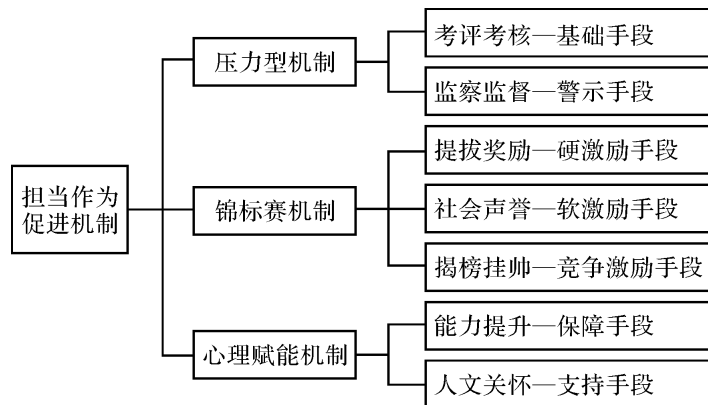 担当作为
促进机制
压力型机制
考评考核—基础手段
监察监督—警示手段
锦标赛机制
提拔奖励—硬激励手段
社会声誉—软激励手段
揭榜挂帅—竞争激励手段
心理赋能机制
能力提升—保障手段
人文关怀—支持手段